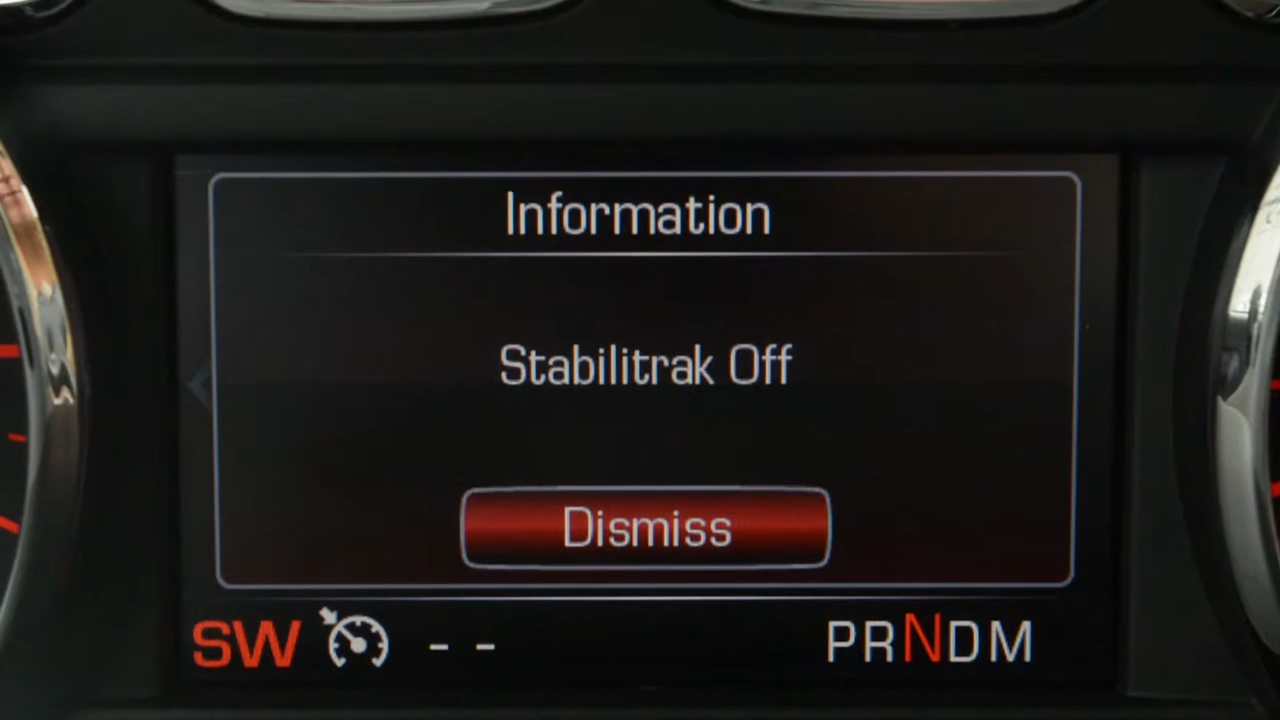 Information
Stabilitrak Off
Dismiss
SW - - PRNDM